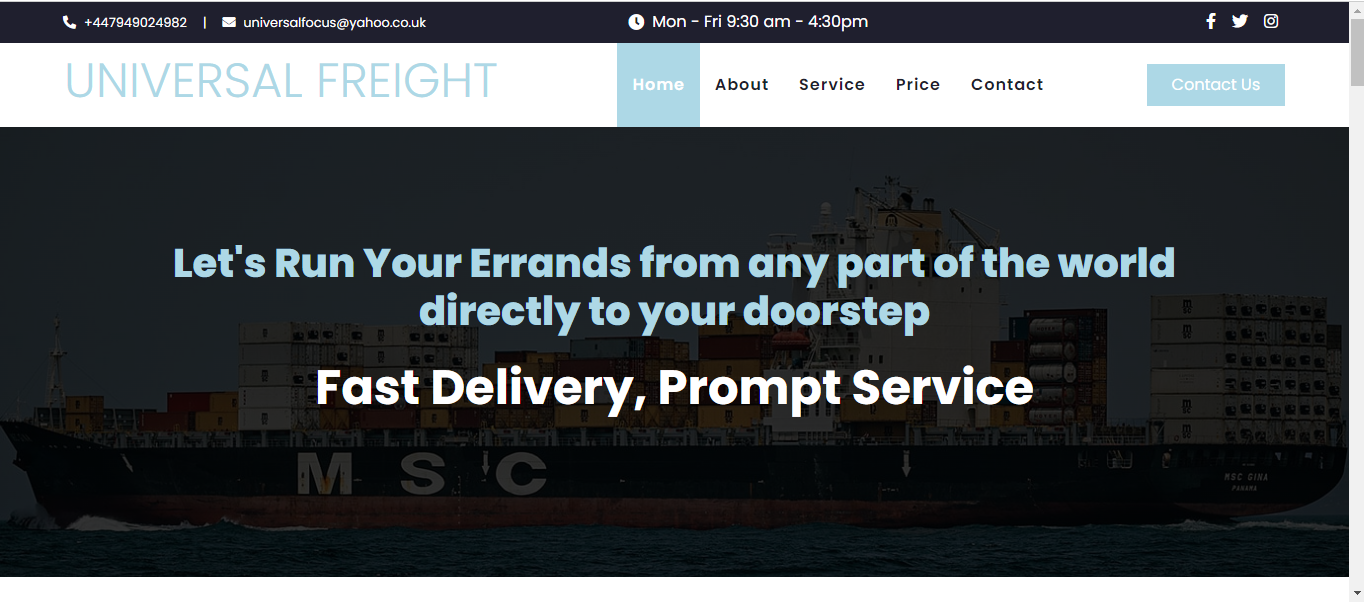 +447949024982 | universalfocus@yahoo.co.uk Mon - Fri 9:30 am - 4:30pm
UNIVERSAL FREIGHT Home About Service Price Contact Contact Us
Let's Run Your Errands from any part of the world
directly to your doorstep
Fast Delivery, Prompt Service
M S C
MSC GINA
PANAMA